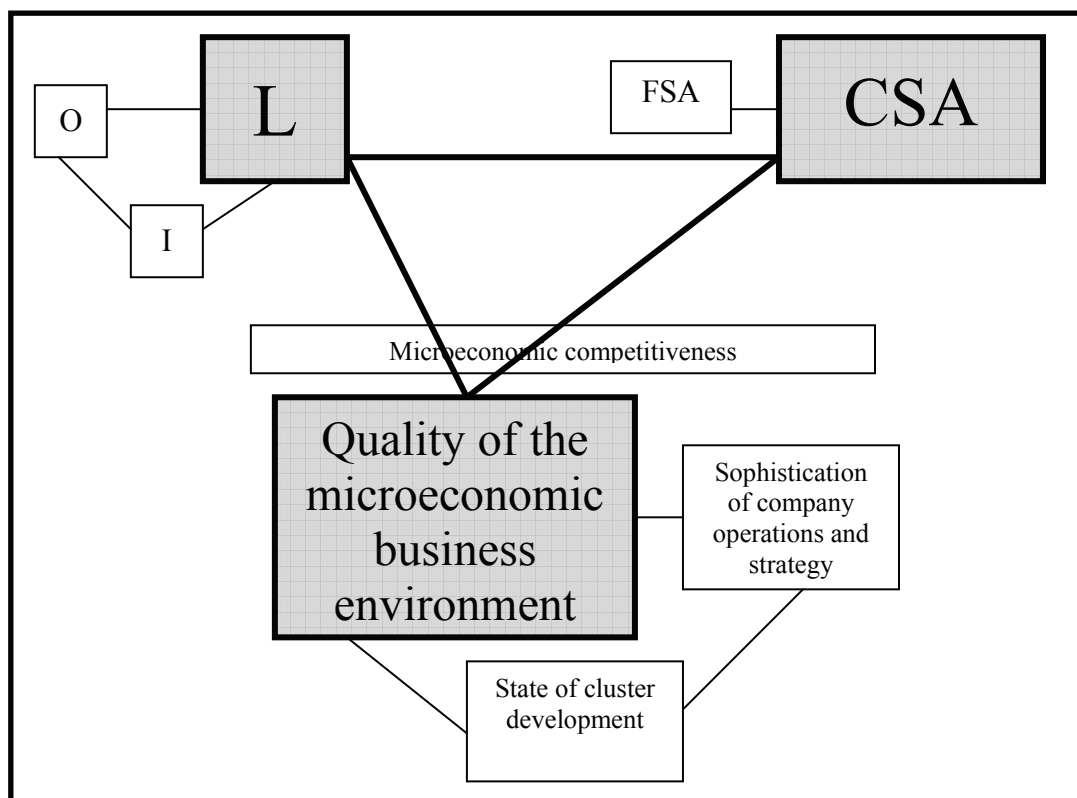 O
L
I
FSA
CSA
Microeconomic competitiveness
Quality of the
microeconomic
business
environment
Sophistication
of company
operations and
strategy
State of cluster
development